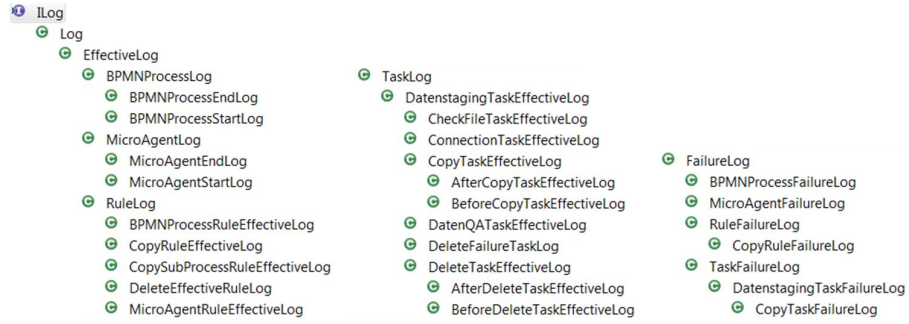 ILog
Log
EffectiveLog
BPMNProcessLog
BPMNProcessEndLog
BPMNProcessStartLog
MicroAgentLog
MicroAgentEndLog
MicroAgentStartLog
RuleLog
BPMNProcessRuleEffectiveLog
CopyRuleEffectiveLog
CopySubProcessRuleEffectiveLog
DeleteEffectiveRuleLog
MicroAgentRuleEffectiveLog
TaskLog
DatenstagingTaskEffectiveLog
CheckFileTaskEffectiveLog
ConnectionTaskEffectiveLog
CopyTaskEffectiveLog
AfterCopyTaskEffectiveLog
BeforeCopyTaskEffectiveLog
DatenQATaskEffectiveLog
DeleteFailureTaskLog
DeleteTaskEffectiveLog
AfterDeleteTaskEffectiveLog
BeforeDeleteTaskEffectiveLog
FailureLog
BPMNProcessFailureLog
MicroAgentFailureLog
RuleFailureLog
CopyRuleFailureLog
TaskFailureLog
DatenstagingTaskFailureLog
CopyTaskFailureLog